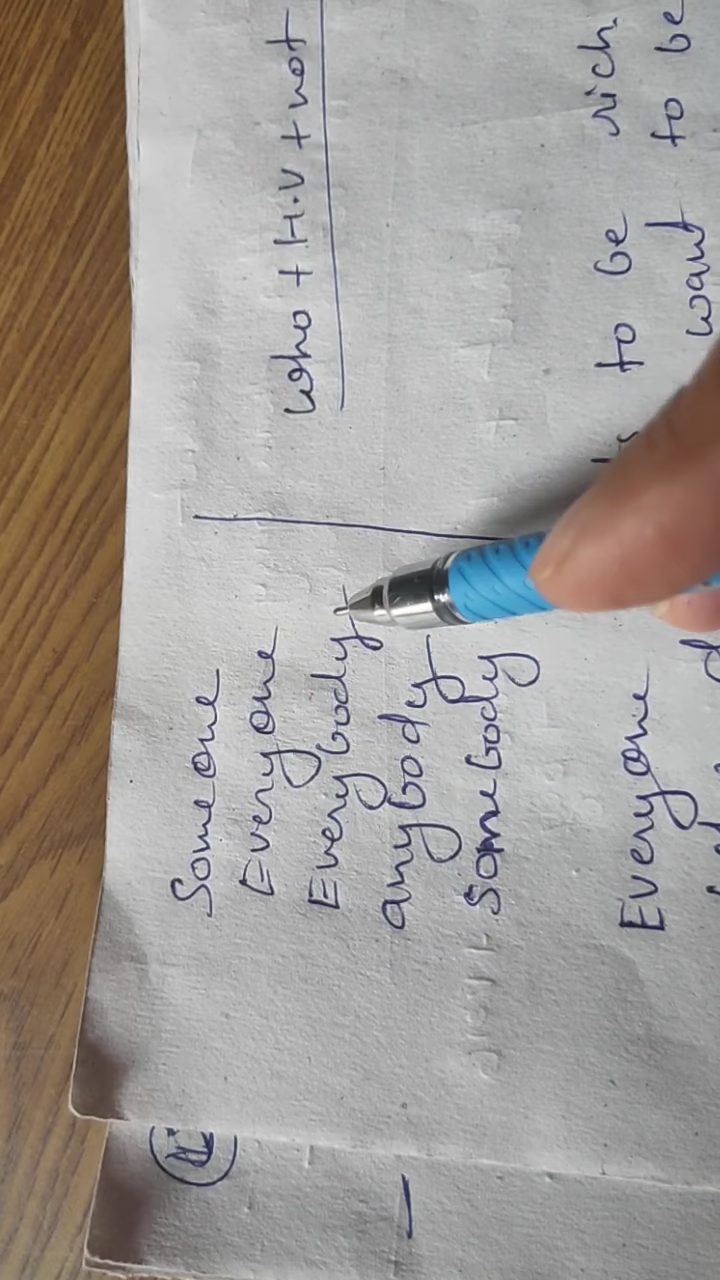 Someone
Everyone
Everybody
anybody
somebody
who + H.V + not
Everyone to be rich
want to be